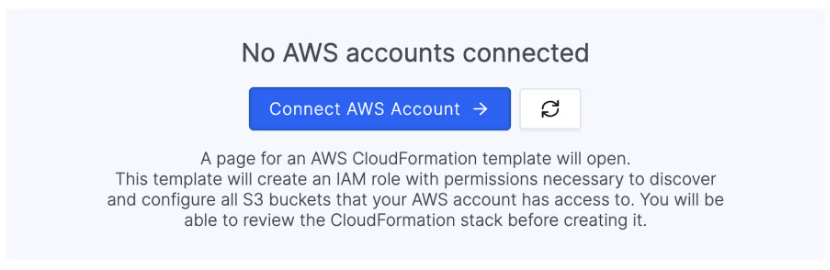 No AWS accounts connected
Connect AWS Account →
A page for an AWS CloudFormation template will open.
This template will create an IAM role with permissions necessary to discover
and configure all S3 buckets that your AWS account has access to. You will be
able to review the CloudFormation stack before creating it.